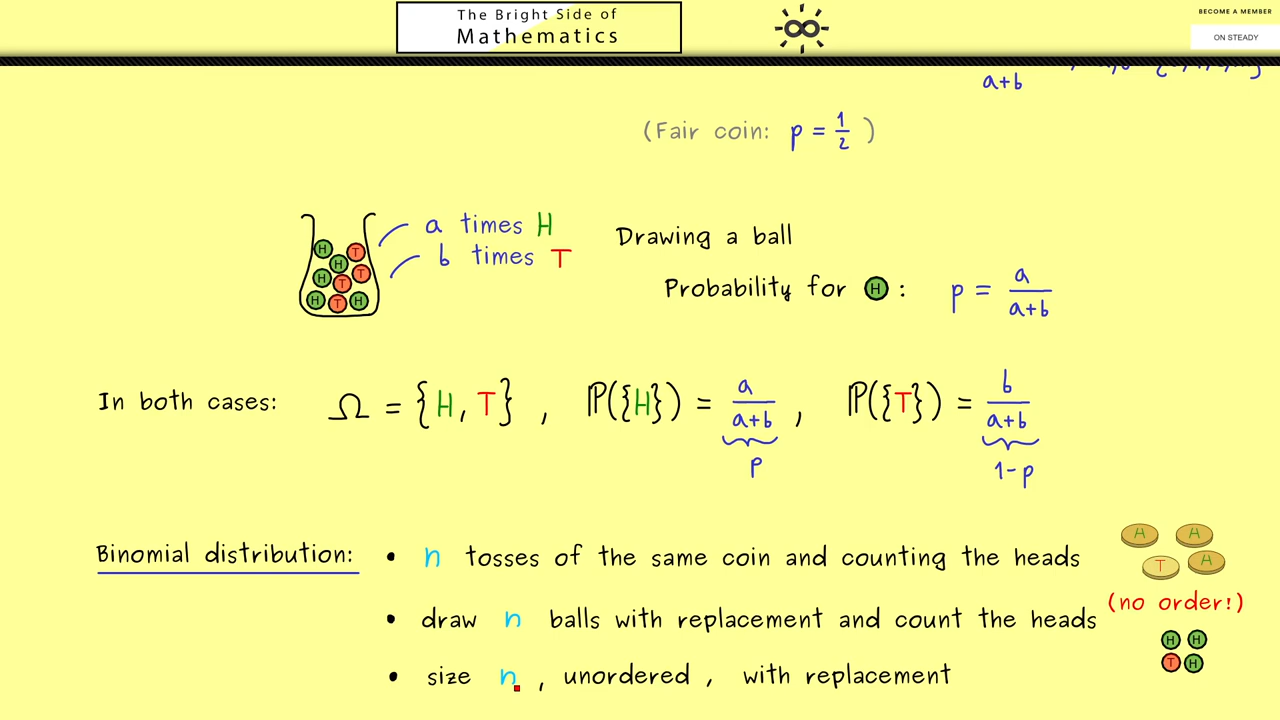 The Bright Side of
Mathematics
BECOME A MEMBER
ON STEADY
a+b
(Fair coin: p = 1/2 )
a times H
b times T
Drawing a ball
H T H T H T H T H
Probability for H : p = a/(a+b)
In both cases: Ω = {H, T} , ℙ({H}) = a/(a+b) , ℙ({T}) = b/(a+b)
p 1-p
Binomial distribution: • n tosses of the same coin and counting the heads
H H T H
(no order!)
• draw n balls with replacement and count the heads
H H T H
• size n , unordered , with replacement